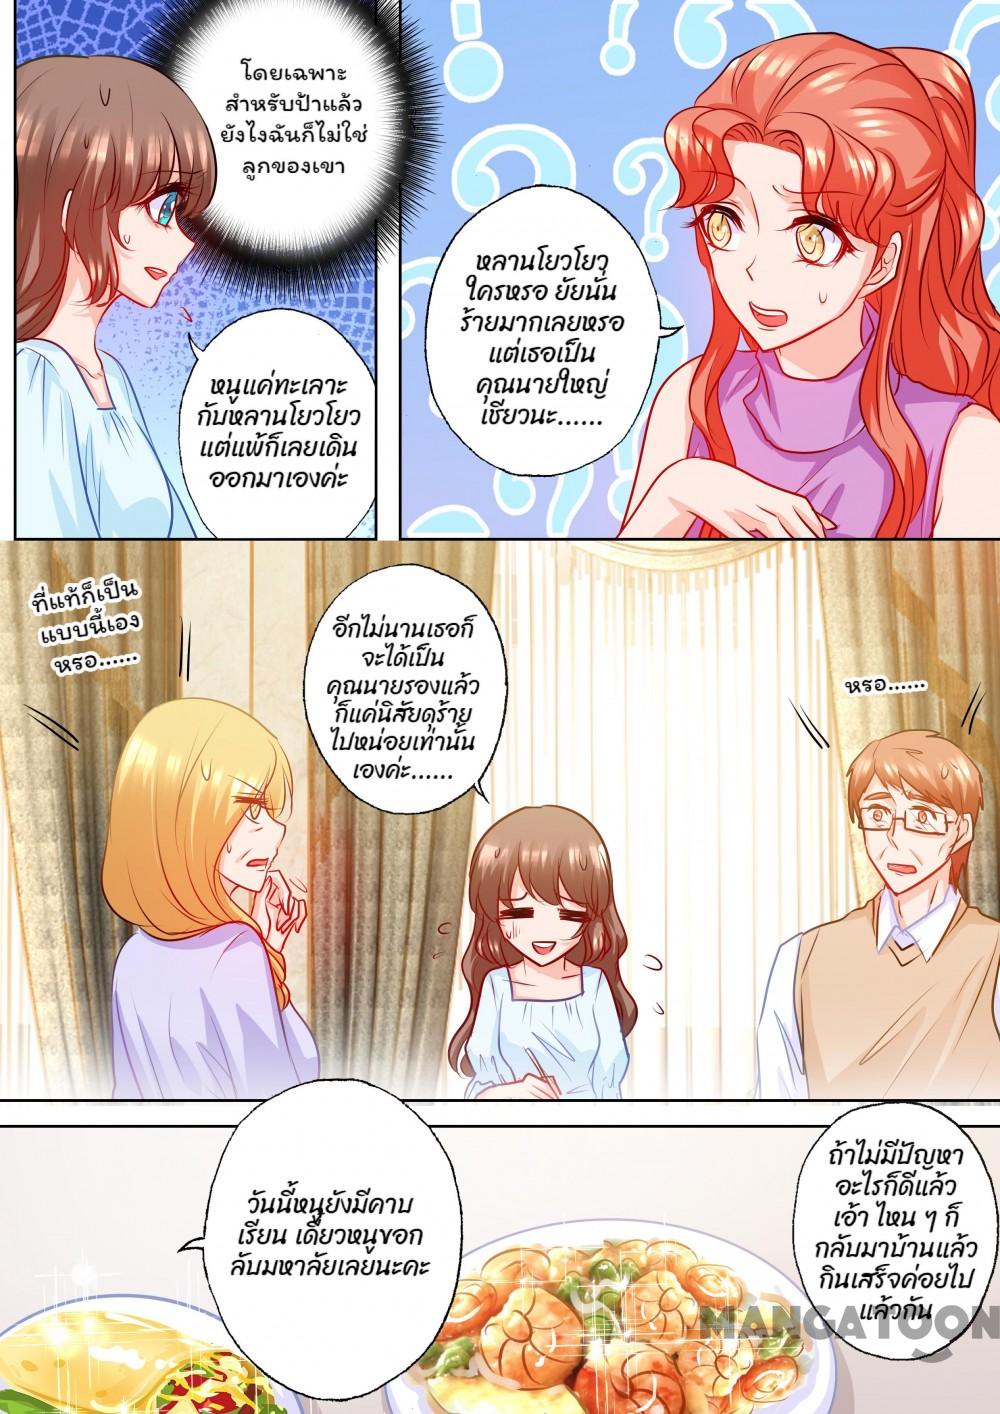 โดยเฉพาะ
สำหรับป้าแล้ว
ยังไงฉันก็ไม่ใช่
ลูกของเขา
หนูแค่ทะเลาะ
กับหลานโยวโยว
แต่แพ้ก็เลยเดิน
ออกมาเองค่ะ
หลานโยวโยว
ใครหรอ ยัยนั่น
ร้ายมากเลยหรอ
แต่เธอเป็น
คุณนายใหญ่
เชียวนะ......
ที่แท้ก็เป็น
แบบนี้เอง
หรอ......
อีกไม่นานเธอก็
จะได้เป็น
คุณนายรองแล้ว
ก็แค่นิสัยดุร้าย
ไปหน่อยเท่านั้น
เองค่ะ......
หรอ......
วันนี้หนูยังมีคาบ
เรียน เดี๋ยวหนูขอก
ลับมหาลัยเลยนะคะ
ถ้าไม่มีปัญหา
อะไรก็ดีแล้ว
เอ้า ไหน ๆ ก็
กลับมาบ้านแล้ว
กินเสร็จค่อยไป
แล้วกัน
MANGATOON